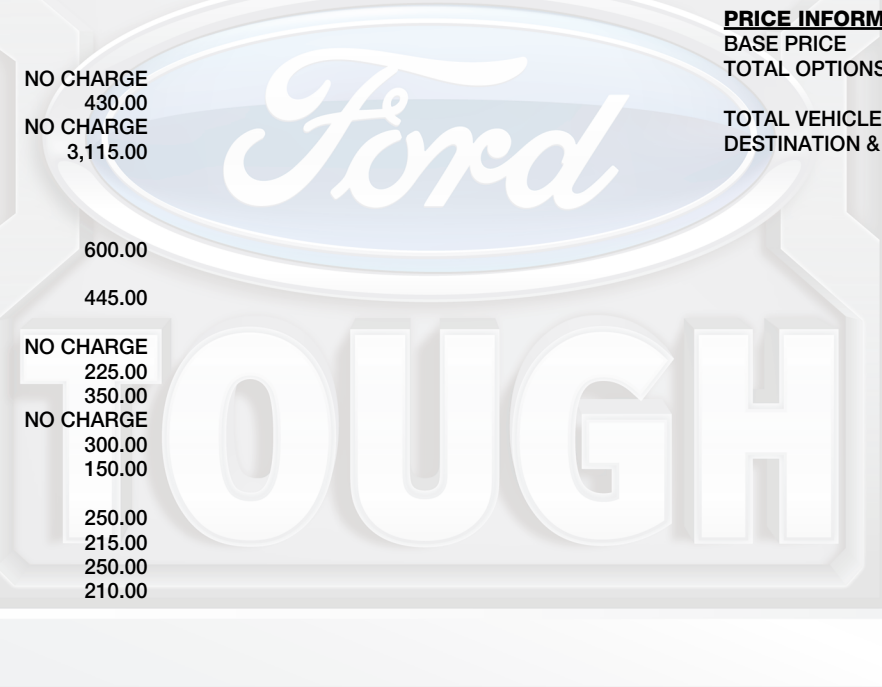 NO CHARGE
430.00
NO CHARGE
3,115.00
600.00
445.00
NO CHARGE
225.00
350.00
NO CHARGE
300.00
150.00
250.00
215.00
250.00
210.00
PRICE INFORM
BASE PRICE
TOTAL OPTIONS
TOTAL VEHICLE
DESTINATION &
Ford
TOUGH